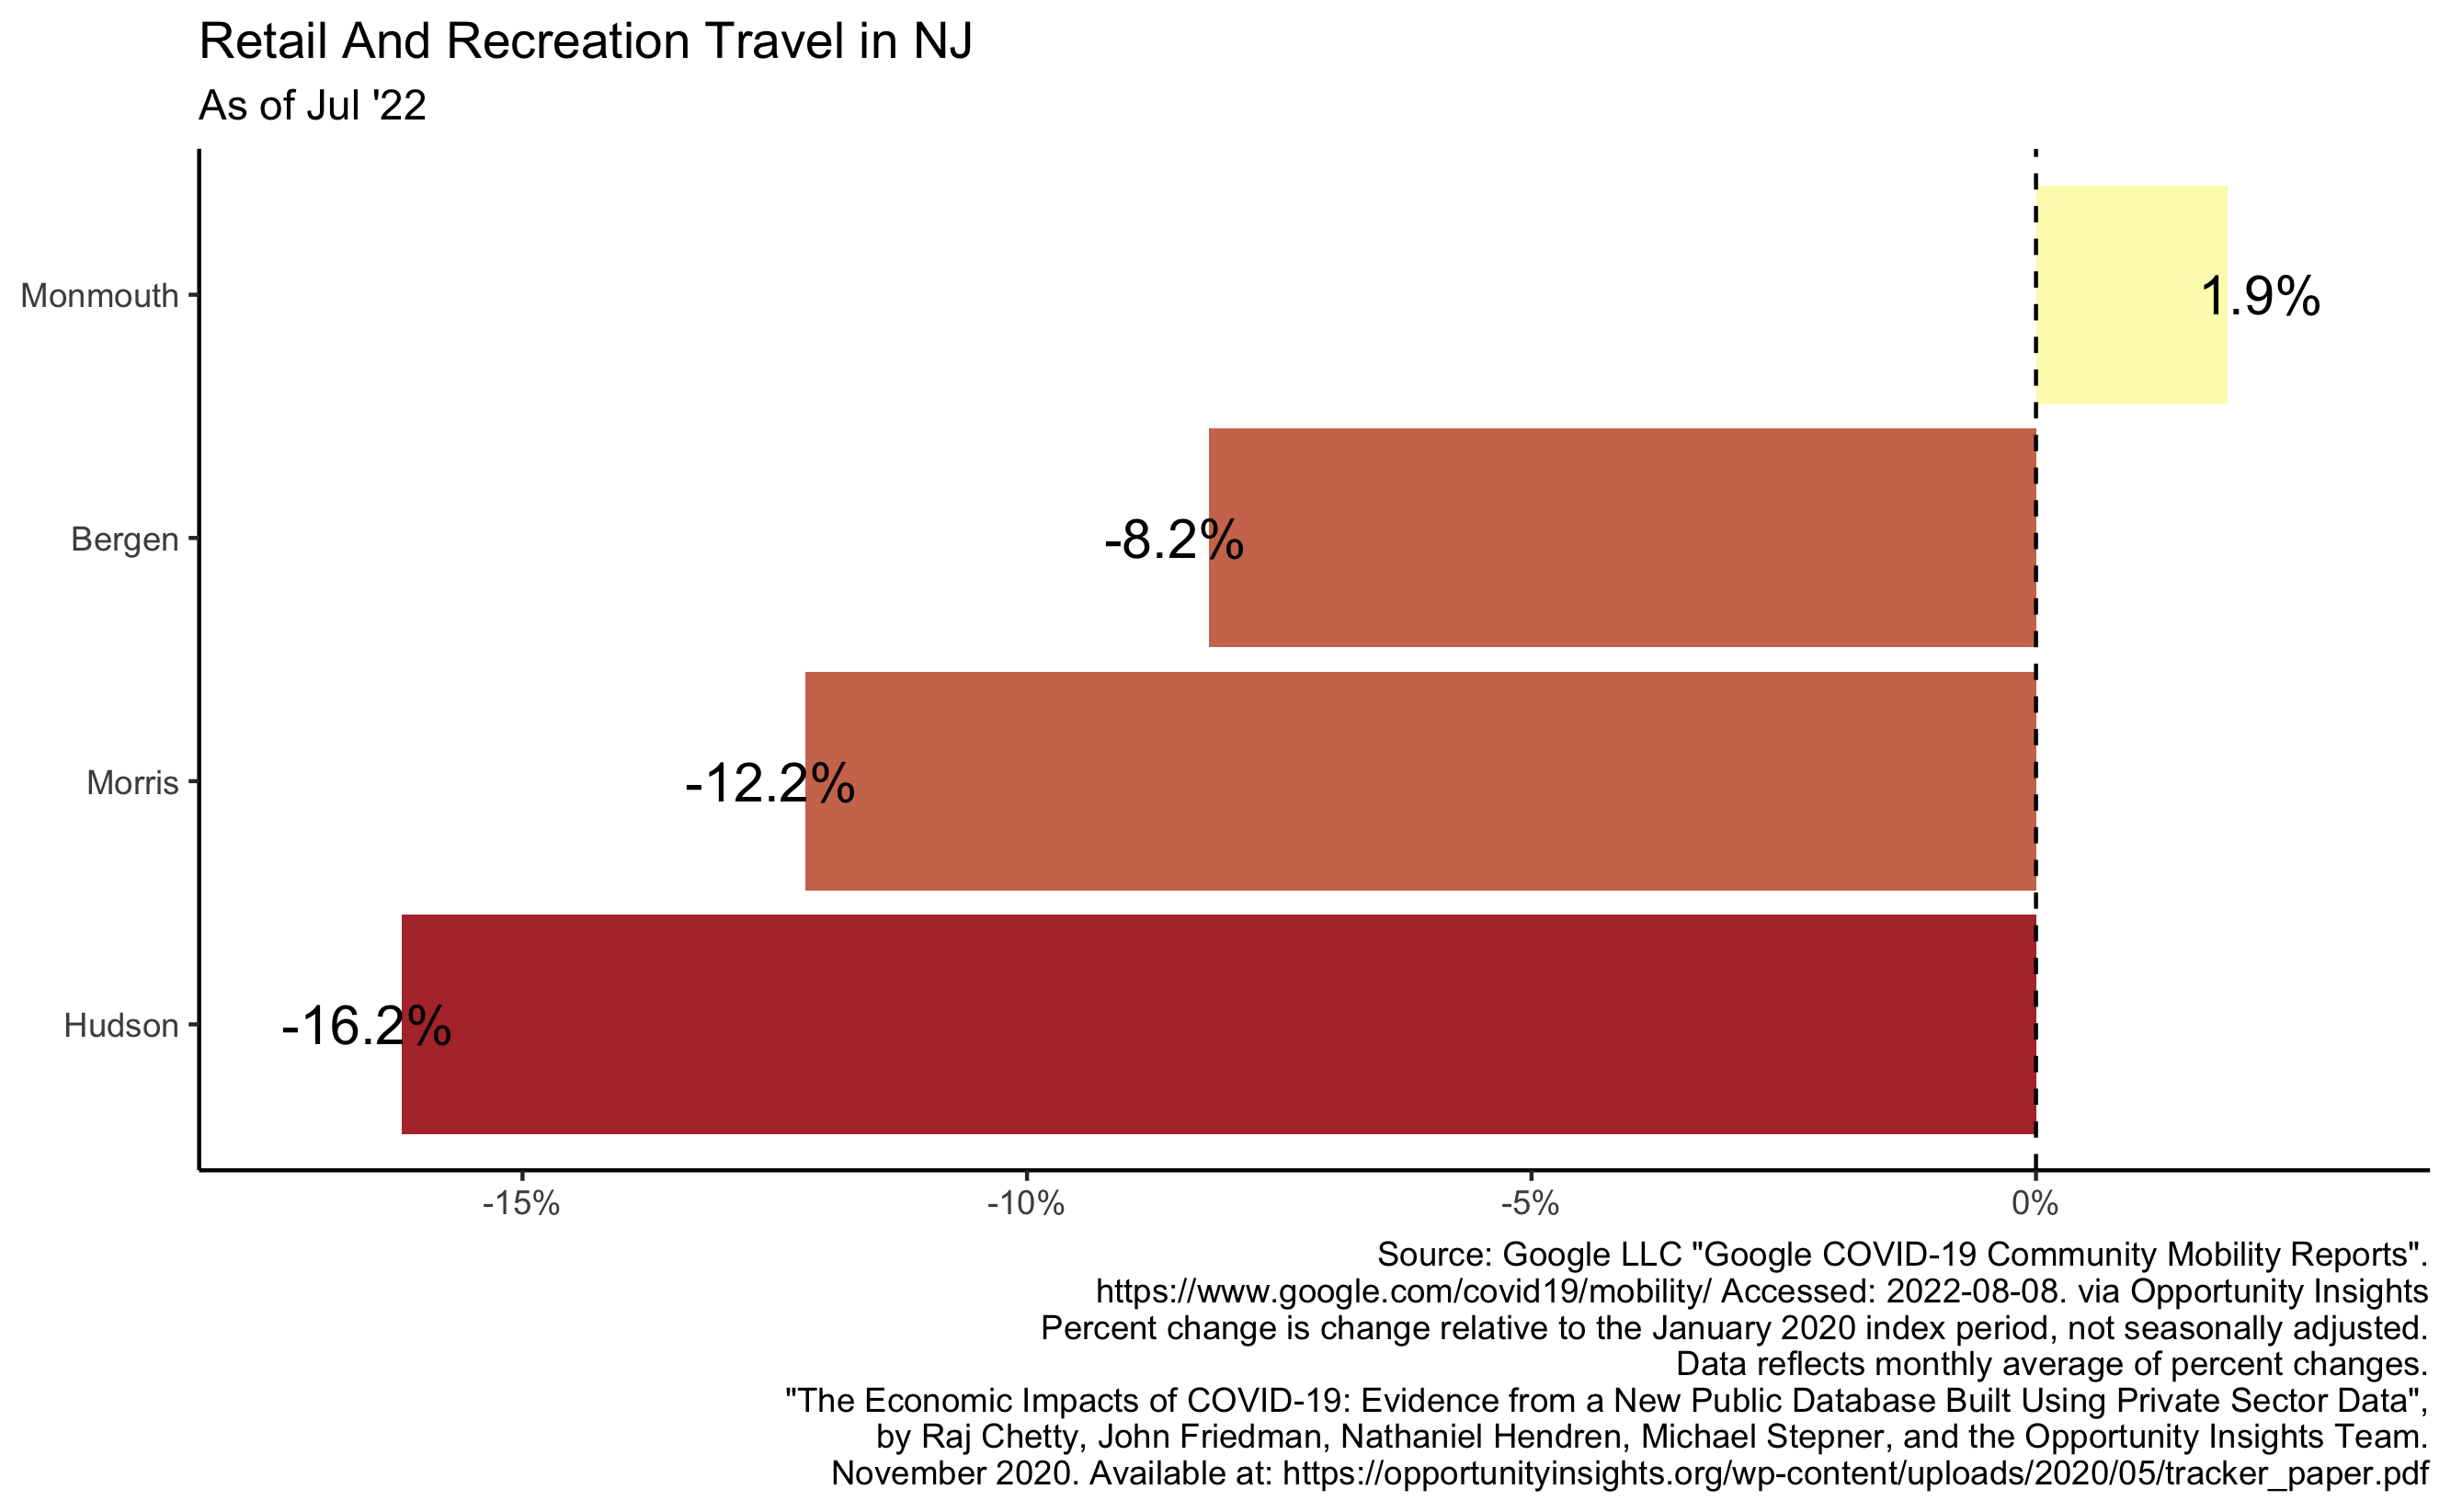 Retail And Recreation Travel in NJ
As of Jul '22
Monmouth
1.9%
Bergen
-8.2%
Morris
-12.2%
Hudson
-16.2%
-15%
-10%
-5%
0%
Source: Google LLC "Google COVID-19 Community Mobility Reports".
https://www.google.com/covid19/mobility/ Accessed: 2022-08-08. via Opportunity Insights
Percent change is change relative to the January 2020 index period, not seasonally adjusted.
Data reflects monthly average of percent changes.
"The Economic Impacts of COVID-19: Evidence from a New Public Database Built Using Private Sector Data",
by Raj Chetty, John Friedman, Nathaniel Hendren, Michael Stepner, and the Opportunity Insights Team.
November 2020. Available at: https://opportunityinsights.org/wp-content/uploads/2020/05/tracker_paper.pdf